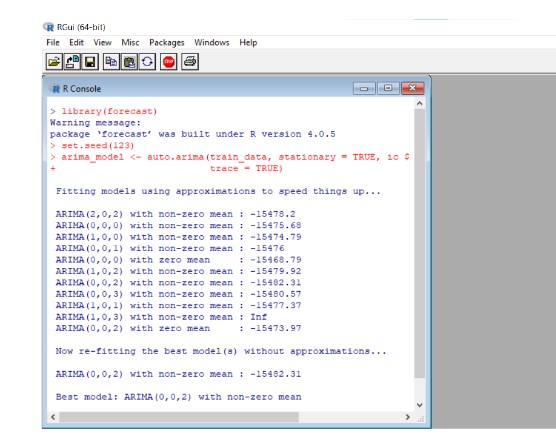 RGui (64-bit)
File Edit View Misc Packages Windows Help
STOP
R Console
> library(forecast)
Warning message:
package ‘forecast’ was built under R version 4.0.5
> set.seed(123)
> arima_model <- auto.arima(train_data, stationary = TRUE, ic $
+ trace = TRUE)
Fitting models using approximations to speed things up...
ARIMA(2,0,2) with non-zero mean : -15478.2
ARIMA(0,0,0) with non-zero mean : -15475.68
ARIMA(1,0,0) with non-zero mean : -15474.79
ARIMA(0,0,1) with non-zero mean : -15476
ARIMA(0,0,0) with zero mean : -15468.79
ARIMA(1,0,2) with non-zero mean : -15479.92
ARIMA(0,0,2) with non-zero mean : -15482.31
ARIMA(0,0,3) with non-zero mean : -15480.57
ARIMA(1,0,1) with non-zero mean : -15477.37
ARIMA(1,0,3) with non-zero mean : Inf
ARIMA(0,0,2) with zero mean : -15473.97
Now re-fitting the best model(s) without approximations...
ARIMA(0,0,2) with non-zero mean : -15482.31
Best model: ARIMA(0,0,2) with non-zero mean